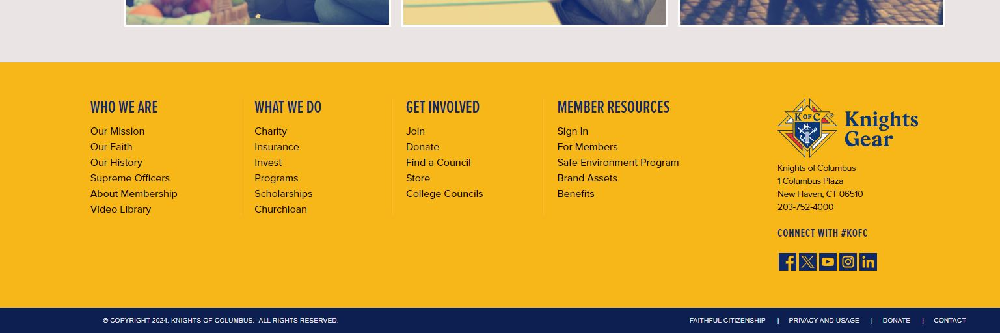 WHO WE ARE
Our Mission
Our Faith
Our History
Supreme Officers
About Membership
Video Library
WHAT WE DO
Charity
Insurance
Invest
Programs
Scholarships
Churchloan
GET INVOLVED
Join
Donate
Find a Council
Store
College Councils
MEMBER RESOURCES
Sign In
For Members
Safe Environment Program
Brand Assets
Benefits
K OF C ®
Knights
Gear
Knights of Columbus
1 Columbus Plaza
New Haven, CT 06510
203-752-4000
CONNECT WITH #KOFC
© COPYRIGHT 2024, KNIGHTS OF COLUMBUS.  ALL RIGHTS RESERVED.
FAITHFUL CITIZENSHIP | PRIVACY AND USAGE | DONATE | CONTACT